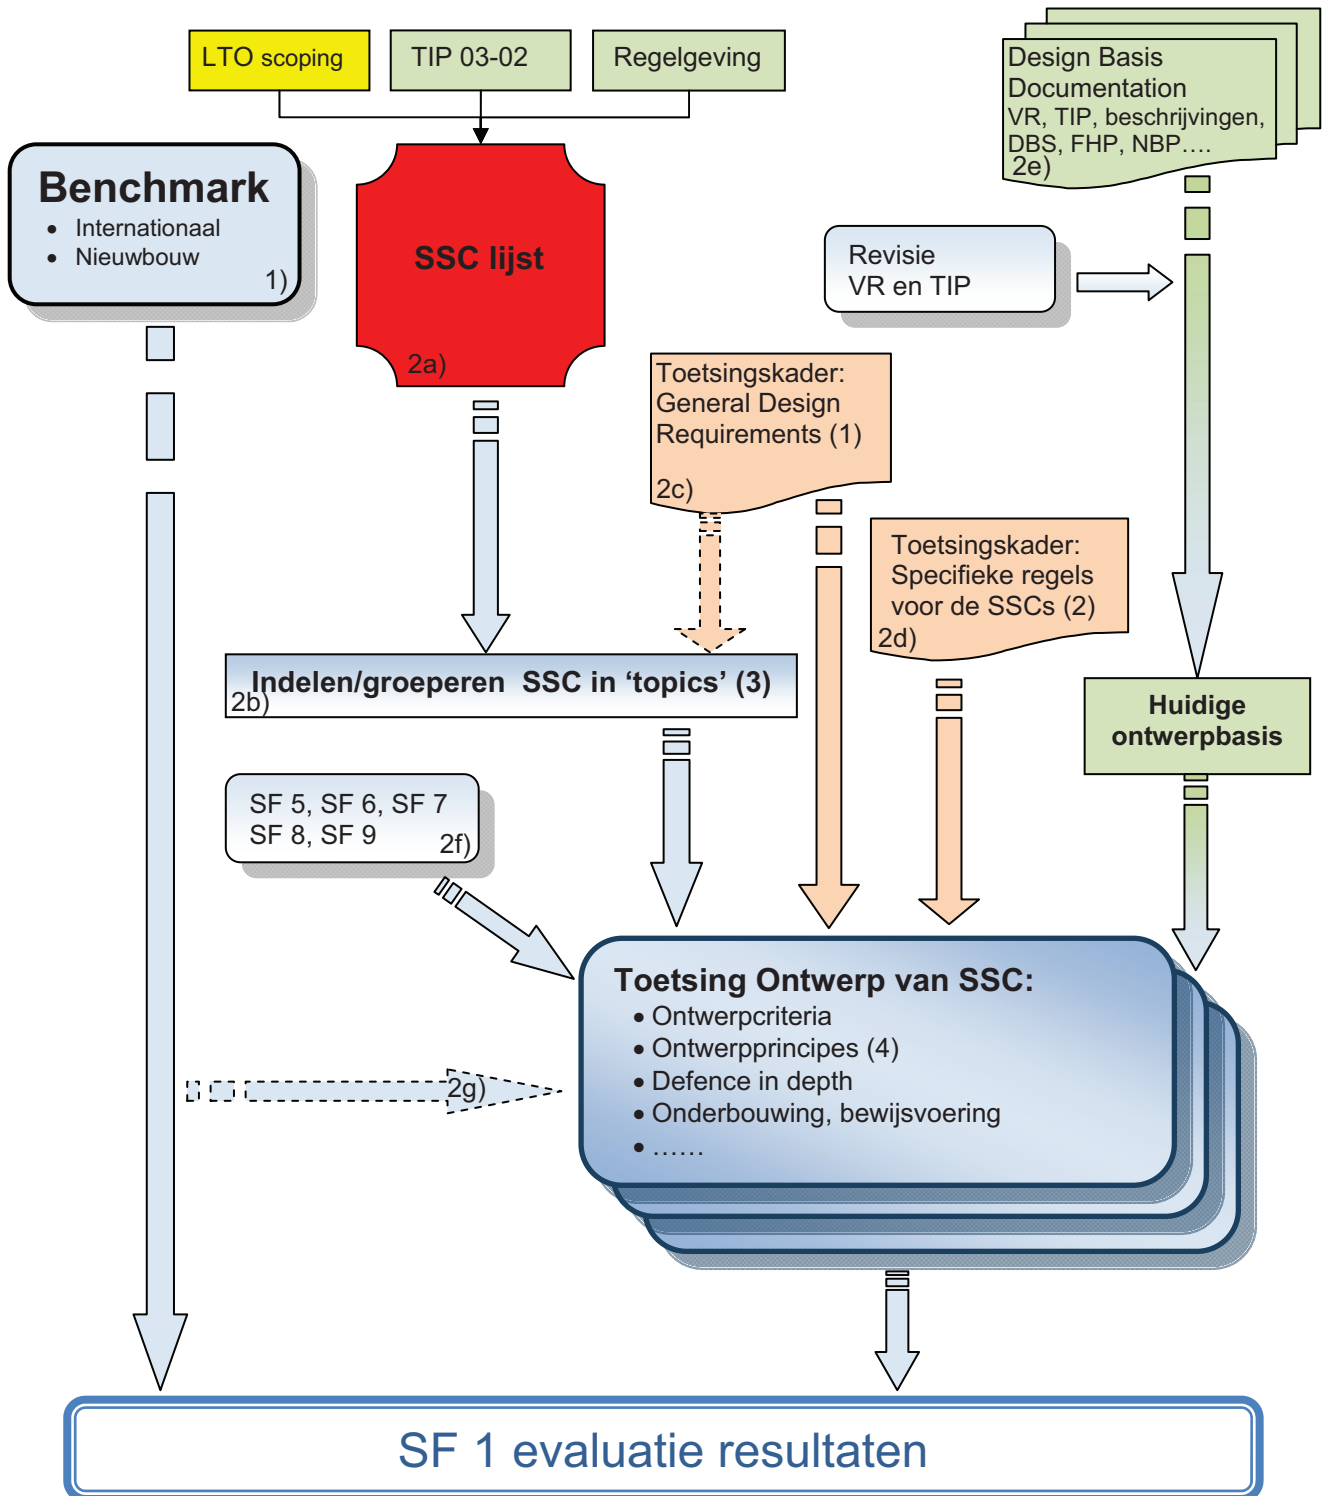 LTO scoping
TIP 03-02
Regelgeving
Design Basis
Documentation
VR, TIP, beschrijvingen,
DBS, FHP, NBP….
2e)
Benchmark
• Internationaal
• Nieuwbouw
1)
SSC lijst
2a)
Revisie
VR en TIP
Toetsingskader:
General Design
Requirements (1)
2c)
Toetsingskader:
Specifieke regels
voor de SSCs (2)
2d)
Indelen/groeperen SSC in ‘topics’ (3)
2b)
Huidige
ontwerpbasis
SF 5, SF 6, SF 7
SF 8, SF 9
2f)
Toetsing Ontwerp van SSC:
• Ontwerpcriteria
• Ontwerpprincipes (4)
• Defence in depth
• Onderbouwing, bewijsvoering
• ……
2g)
SF 1 evaluatie resultaten